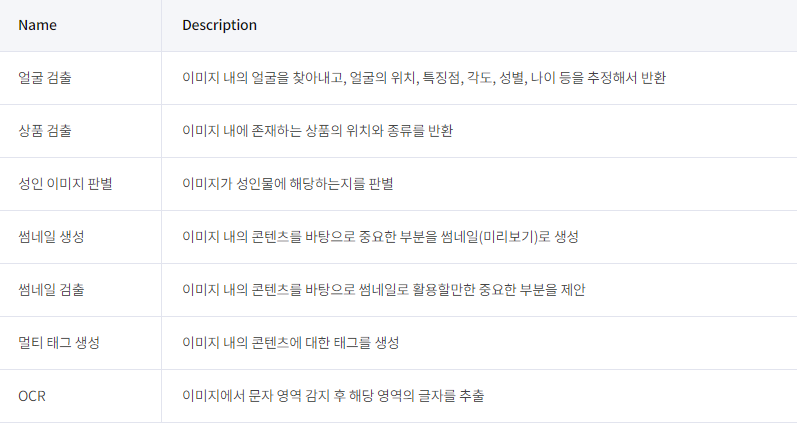 Name Description
얼굴 검출 이미지 내의 얼굴을 찾아내고, 얼굴의 위치, 특징점, 각도, 성별, 나이 등을 추정해서 반환
상품 검출 이미지 내에 존재하는 상품의 위치와 종류를 반환
성인 이미지 판별 이미지가 성인물에 해당하는지를 판별
썸네일 생성 이미지 내의 콘텐츠를 바탕으로 중요한 부분을 썸네일(미리보기)로 생성
썸네일 검출 이미지 내의 콘텐츠를 바탕으로 썸네일로 활용할만한 중요한 부분을 제안
멀티 태그 생성 이미지 내의 콘텐츠에 대한 태그를 생성
OCR 이미지에서 문자 영역 감지 후 해당 영역의 글자를 추출